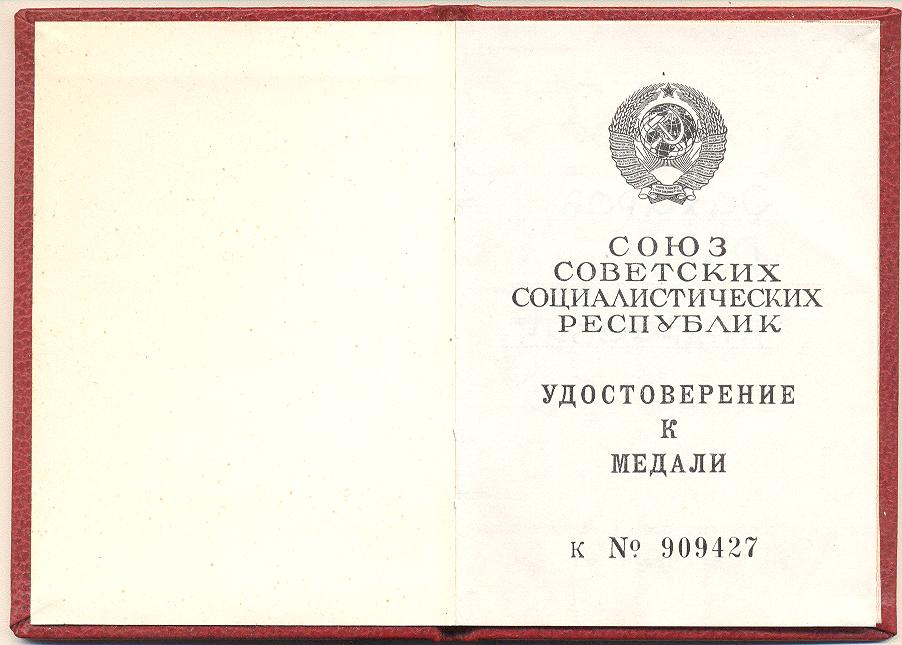 СОЮЗ
СОВЕТСКИХ
СОЦИАЛИСТИЧЕСКИХ
РЕСПУБЛИК
УДОСТОВЕРЕНИЕ
К
МЕДАЛИ
К № 909427